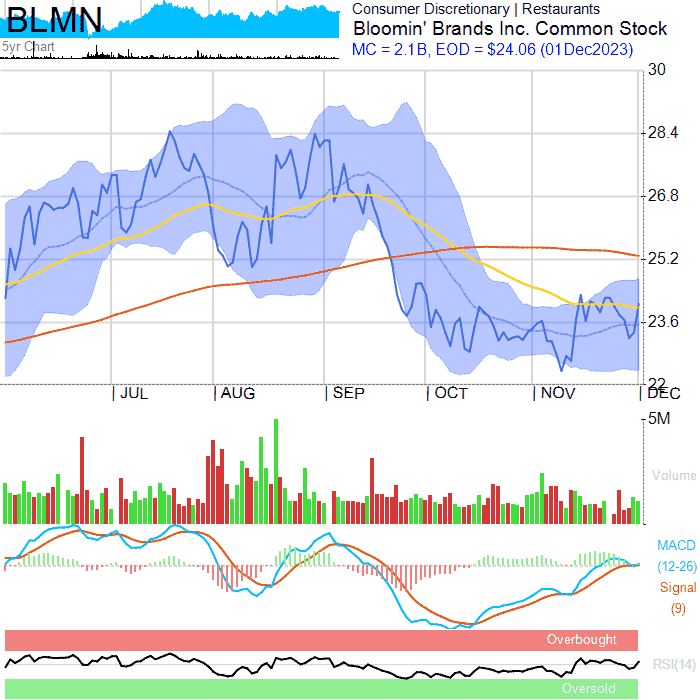 BLMN
Consumer Discretionary | Restaurants
Bloomin' Brands Inc. Common Stock
5yr Chart
MC = 2.1B, EOD = $24.06 (01Dec2023)
30
28.4
26.8
25.2
23.6
22
JUL AUG SEP OCT NOV DEC
5M
Volume
MACD
(12-26)
Signal
(9)
Overbought
RSI(14)
Oversold